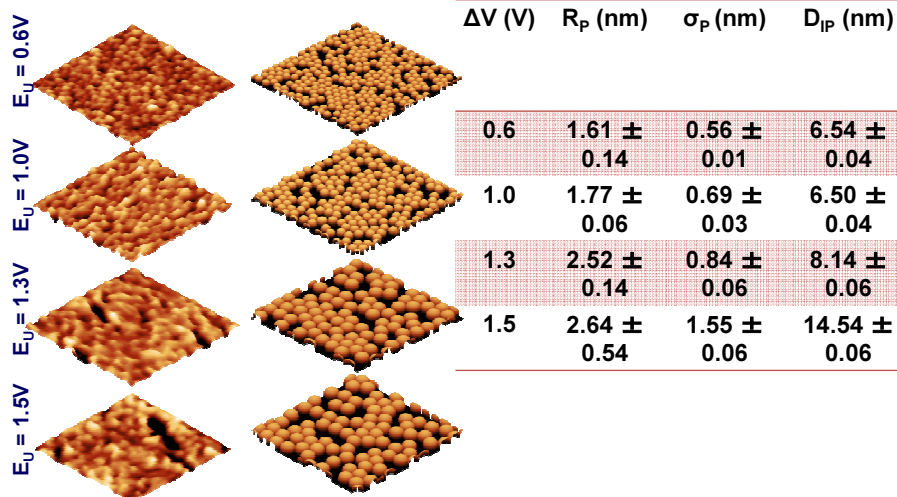 E_U = 0.6V
E_U = 1.0V
E_U = 1.3V
E_U = 1.5V
ΔV (V) R_P (nm) σ_P (nm) D_IP (nm)
0.6 1.61 ± 0.56 ± 6.54 ±
0.14 0.01 0.04
1.0 1.77 ± 0.69 ± 6.50 ±
0.06 0.03 0.04
1.3 2.52 ± 0.84 ± 8.14 ±
0.14 0.06 0.06
1.5 2.64 ± 1.55 ± 14.54 ±
0.54 0.06 0.06